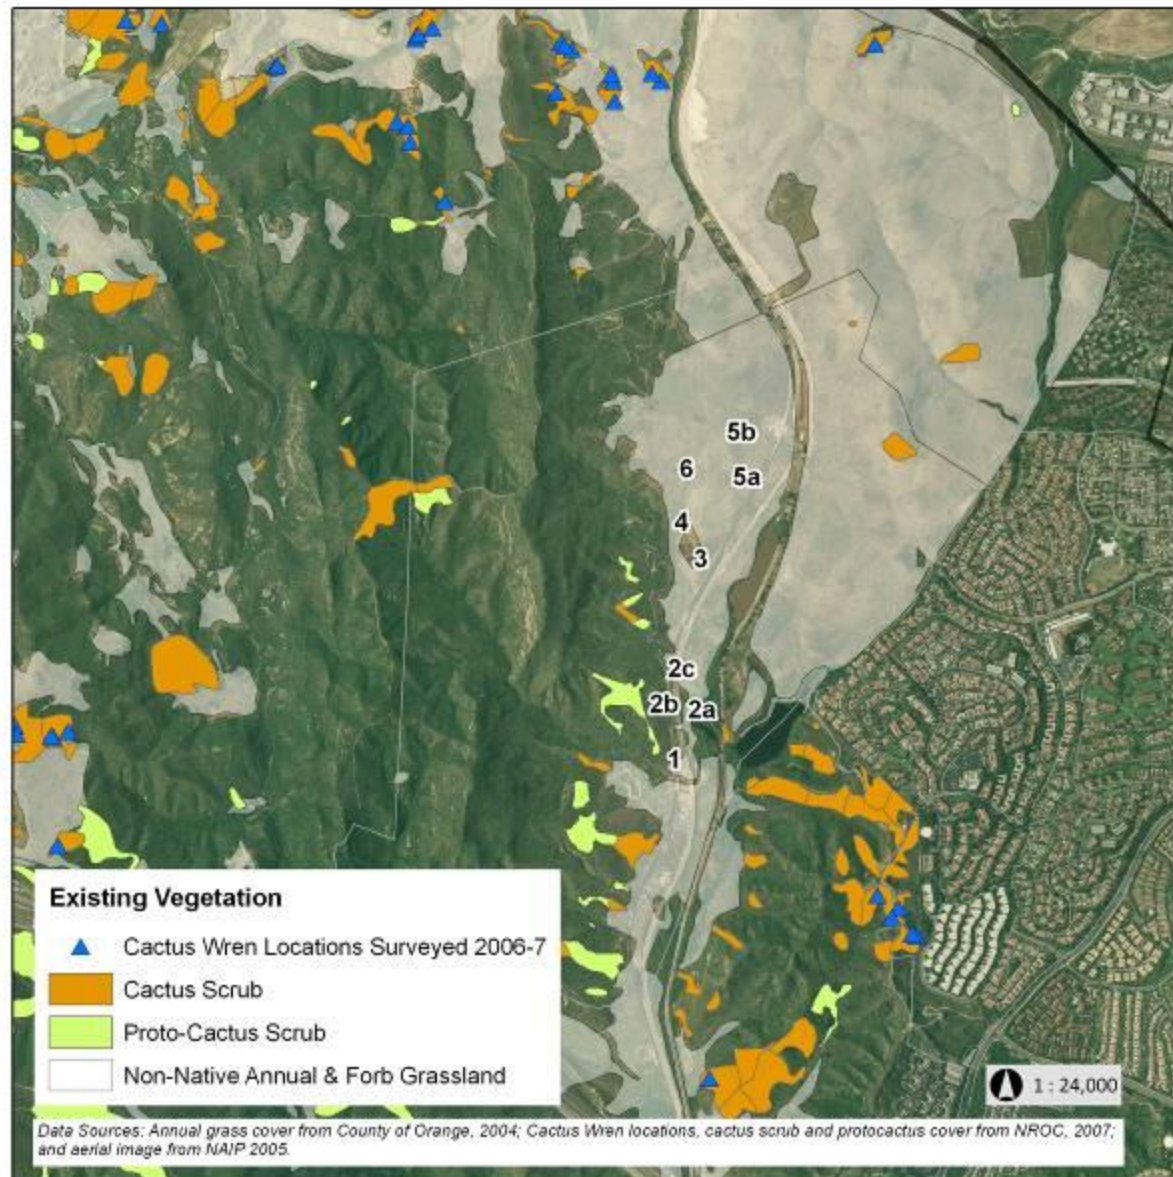 5b
6
5a
4
3
2c
2b
2a
1
Existing Vegetation
Cactus Wren Locations Surveyed 2006-7
Cactus Scrub
Proto-Cactus Scrub
Non-Native Annual & Forb Grassland
1 : 24,000
Data Sources: Annual grass cover from County of Orange, 2004; Cactus Wren locations, cactus scrub and protocactus cover from NROC, 2007;
and aerial image from NAIP 2005.